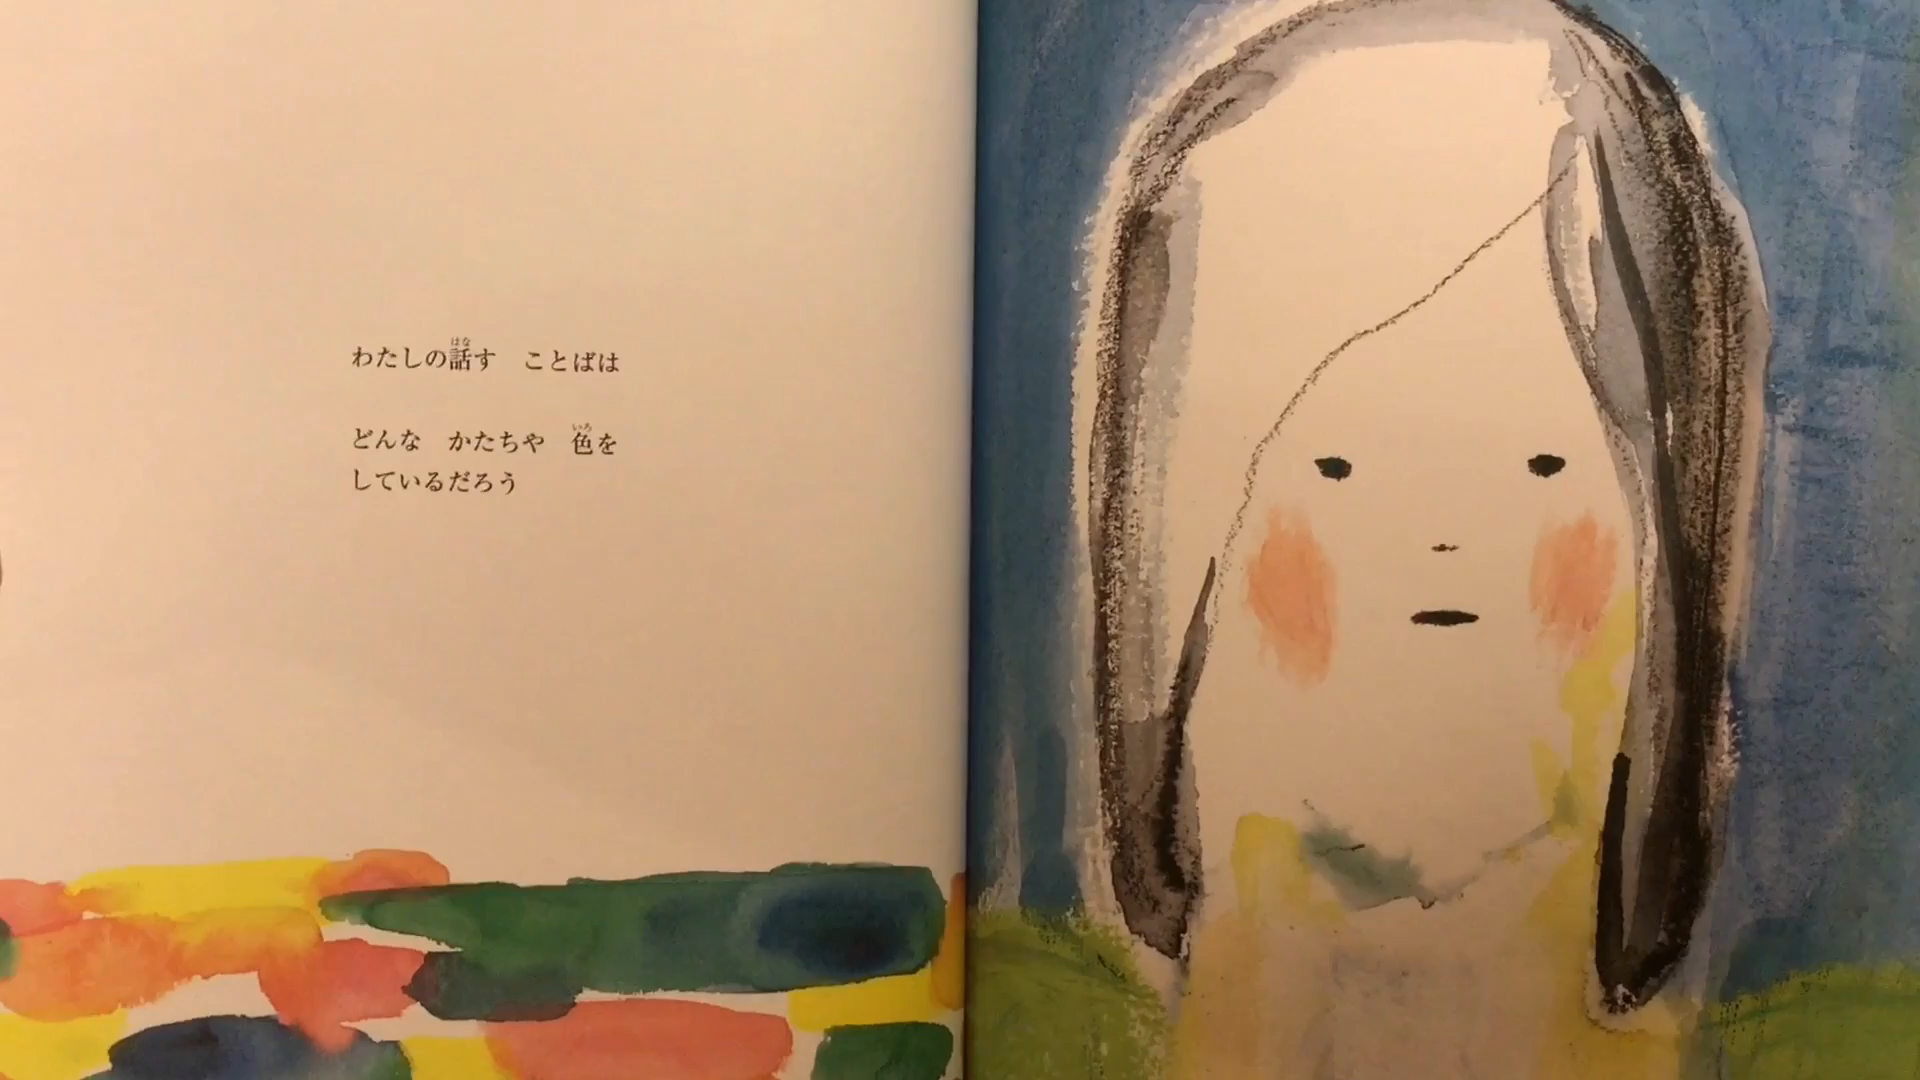 わたしの話す　ことばは
どんな　かたちや　色を
しているだろう